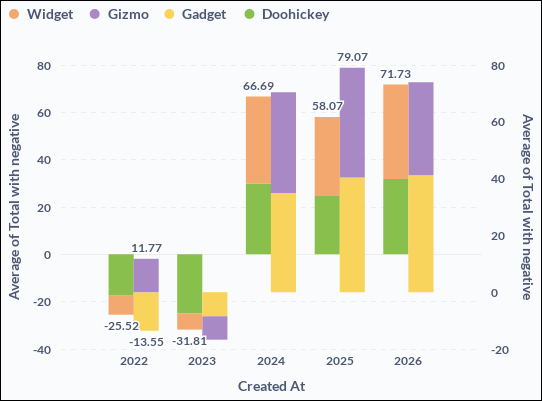 Widget Gizmo Gadget Doohickey
79.07
80 66.69 71.73 80
58.07
60 60
40 40
20 20
11.77
0 0
-20
-25.52 -13.55 -31.81
-40 -20
2022 2023 2024 2025 2026
Created At
Average of Total with negative
Average of Total with negative